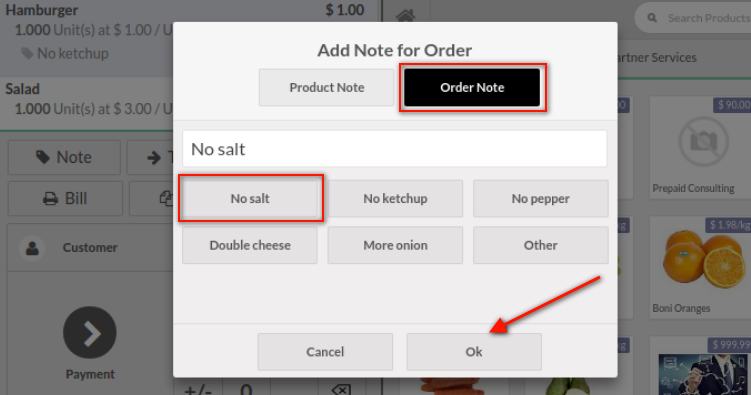 Hamburger $ 1.00
1.000 Unit(s) at $ 1.00 / U
No ketchup
Salad
1.000 Unit(s) at $ 3.00 / U
Note
Bill
Customer
Payment
+/- 0
Add Note for Order
Product Note Order Note
No salt
No salt No ketchup No pepper
Double cheese More onion Other
Cancel Ok
Search Products
artner Services
$ 90.00
Prepaid Consulting
$ 1.98/kg
Boni Oranges
$ 999.99